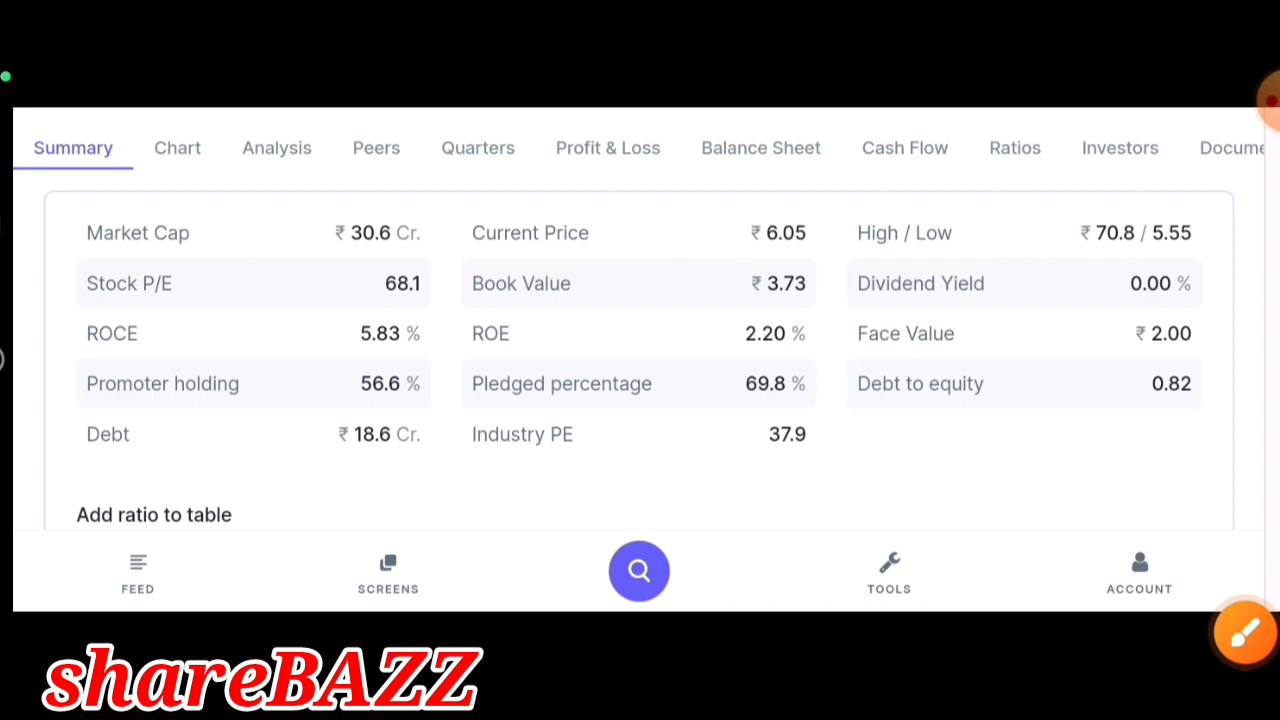 Summary Chart Analysis Peers Quarters Profit & Loss Balance Sheet Cash Flow Ratios Investors Docume
Market Cap ₹ 30.6 Cr. Current Price ₹ 6.05 High / Low ₹ 70.8 / 5.55
Stock P/E 68.1 Book Value ₹ 3.73 Dividend Yield 0.00 %
ROCE 5.83 % ROE 2.20 % Face Value ₹ 2.00
Promoter holding 56.6 % Pledged percentage 69.8 % Debt to equity 0.82
Debt ₹ 18.6 Cr. Industry PE 37.9
Add ratio to table
FEED SCREENS TOOLS ACCOUNT
shareBAZZ